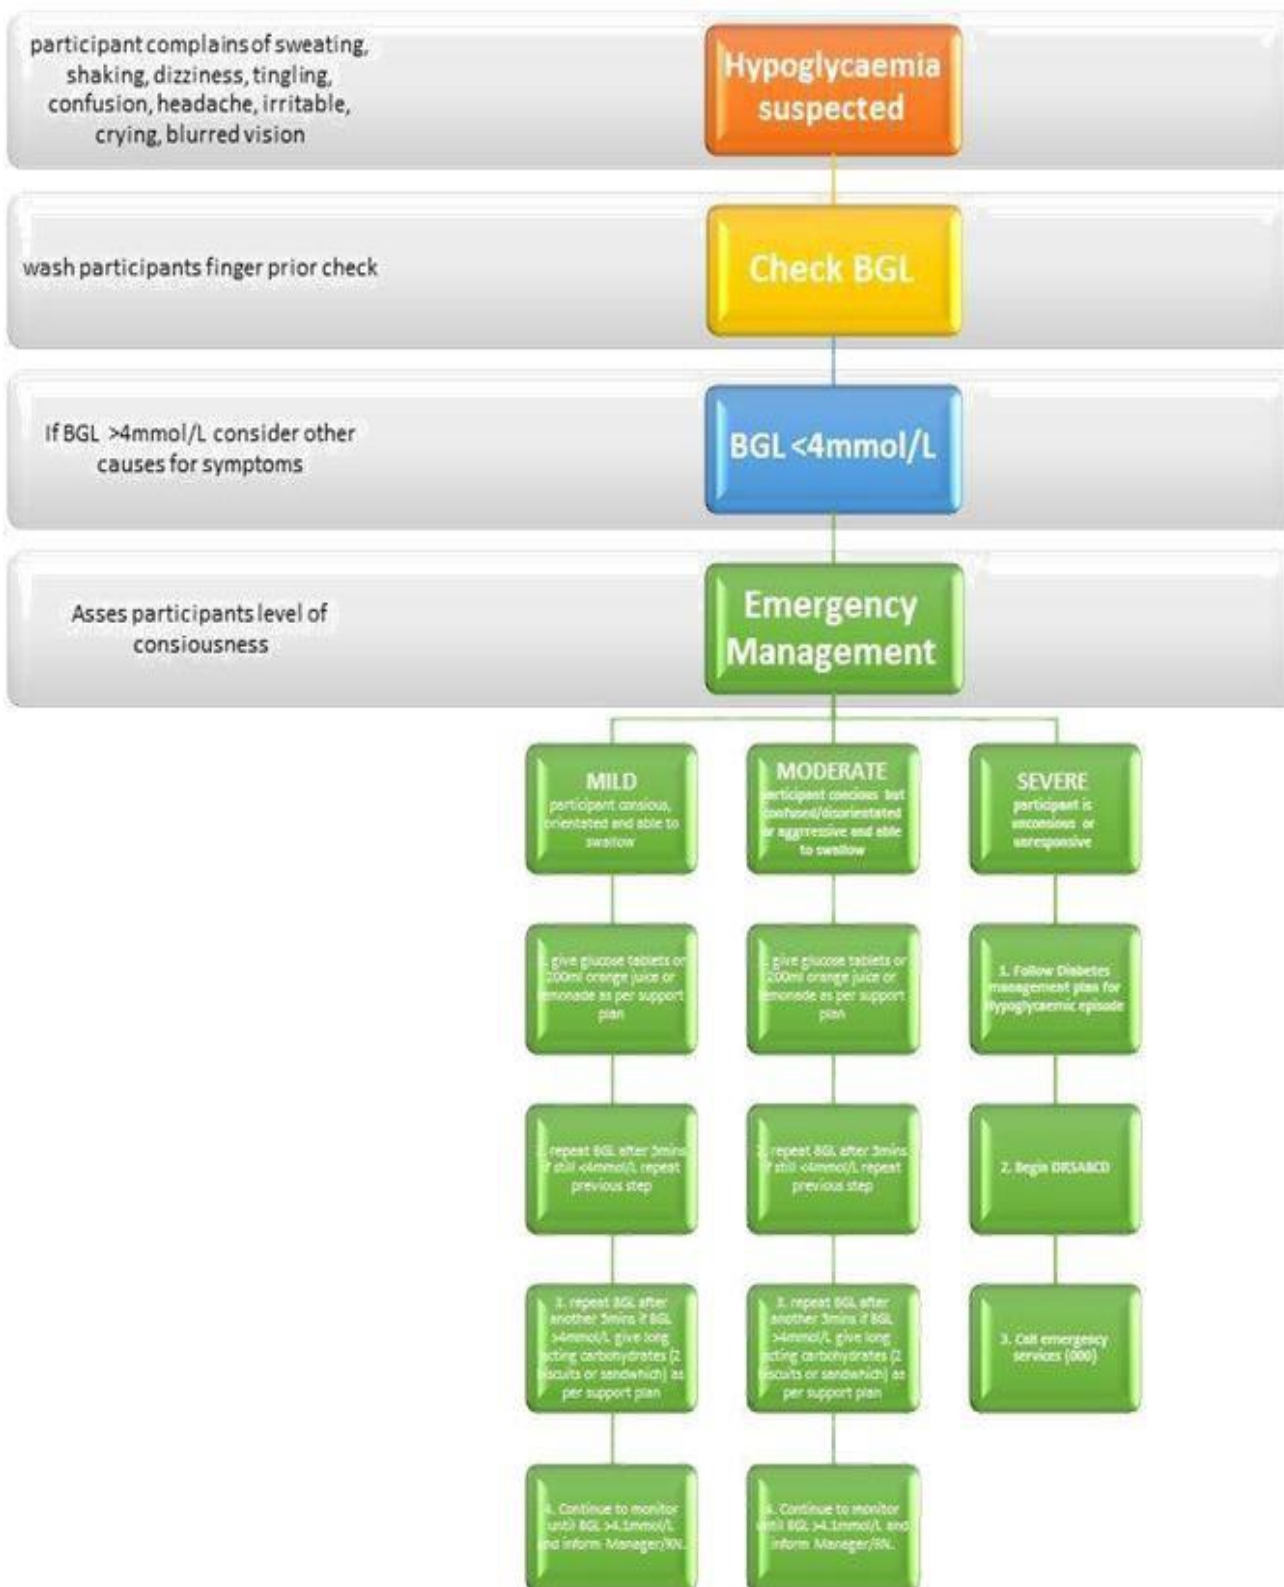 participant complains of sweating,
shaking, dizziness, tingling,
confusion, headache, irritable,
crying, blurred vision
Hypoglycaemia
suspected
wash participants finger prior check
Check BGL
If BGL >4mmol/L consider other
causes for symptoms
BGL <4mmol/L
Asses participants level of
consiousness
Emergency
Management
MILD
participant consious,
orientated and able to
swallow
MODERATE
participant concious but
confused/disorientated
or aggrressive and able
to swallow
SEVERE
participant is
unconsious or
unresponsive
give glucose tablets or
200ml orange juice or
lemonade as per support
plan
give glucose tablets or
200ml orange juice or
lemonade as per support
plan
1. Follow Diabetes
management plan for
Hypoglycaemic episode
repeat BGL after
if still <4mmol/L repeat
previous step
repeat BGL after
if still <4mmol/L repeat
previous step
2. Begin DRSABCD
3. repeat BGL after
another if BGL
>4mmol/L give long
acting carbohydrates (2
biscuits or sandwhich) as
per support plan
3. repeat BGL after
another if BGL
>4mmol/L give long
acting carbohydrates (2
biscuits or sandwhich) as
per support plan
3. Call emergency
services (000)
4. Continue to monitor
until BGL >4.1mmol/L
and inform Manager/RN.
4. Continue to monitor
until BGL >4.1mmol/L and
inform Manager/RN.